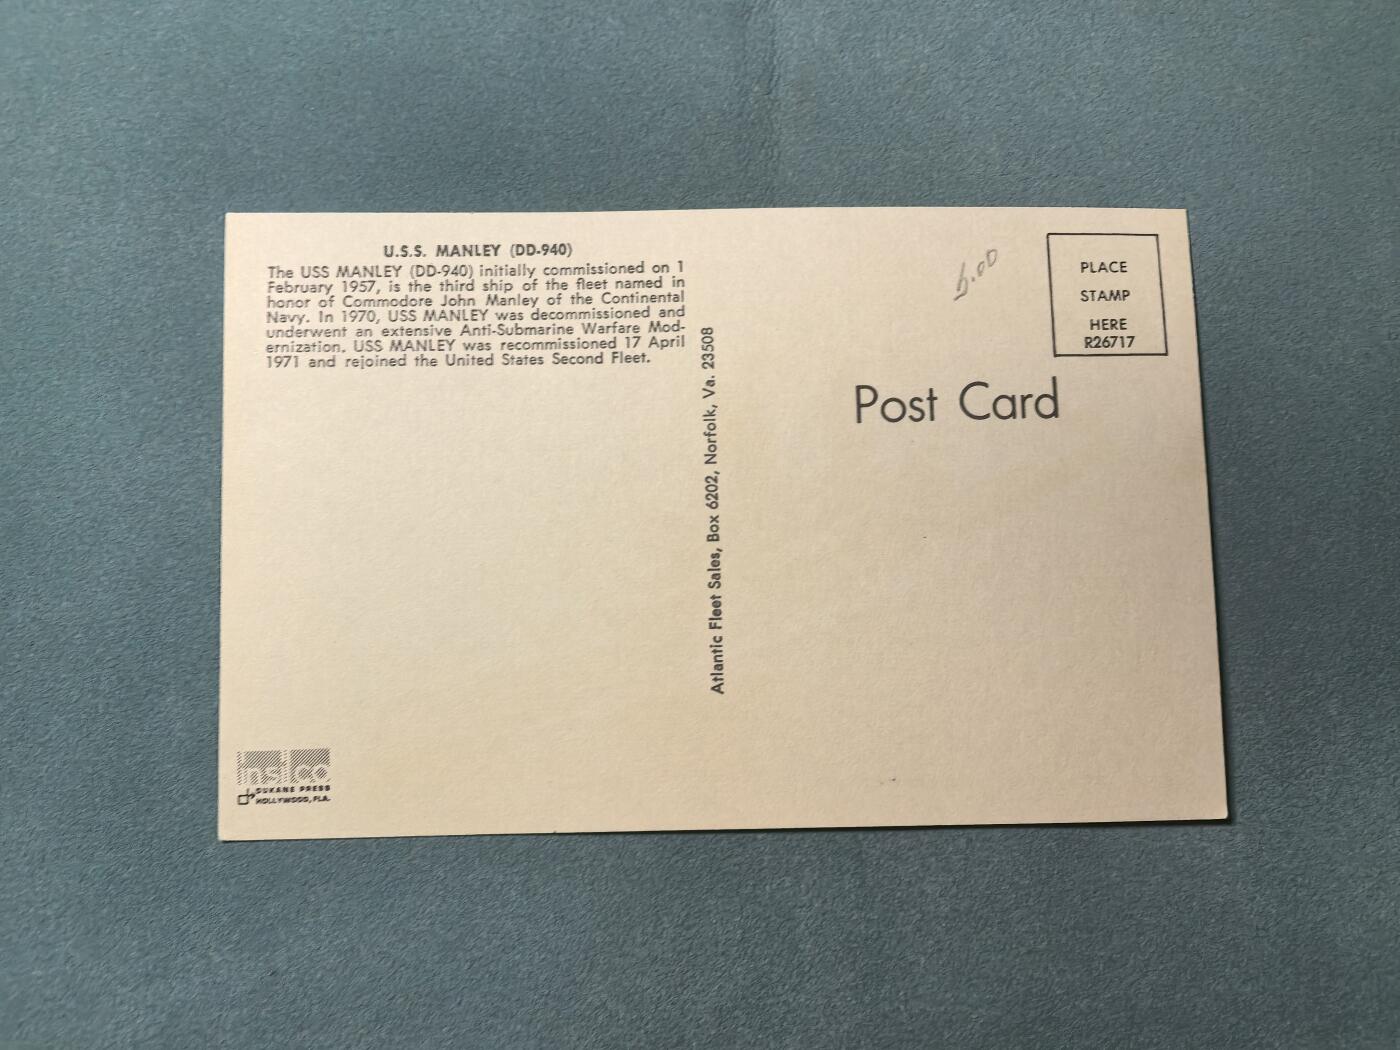 U.S.S. MANLEY (DD-940)
The USS MANLEY (DD-940) initially commissioned on 1
February 1957, is the third ship of the fleet named in
honor of Commodore John Manley of the Continental
Navy. In 1970, USS MANLEY was decommissioned and
underwent an extensive Anti-Submarine Warfare Mod-
ernization. USS MANLEY was recommissioned 17 April
1971 and rejoined the United States Second Fleet.
Atlantic Fleet Sales, Box 6202, Norfolk, Va. 23508
6.00
PLACE
STAMP
HERE
R26717
Post Card
insico
DUKANE PRESS
HOLLYWOOD, FLA.